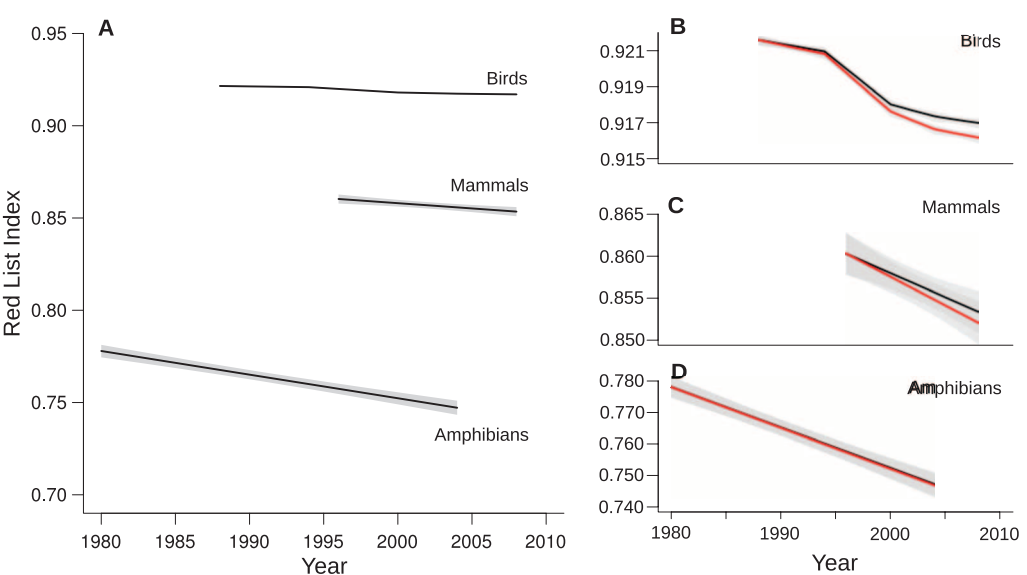 A
Red List Index
0.95
0.90
0.85
0.80
0.75
0.70
Birds
Mammals
Amphibians
1980 1985 1990 1995 2000 2005 2010
Year
B
Birds
0.921
0.919
0.917
0.915
C
Mammals
0.865
0.860
0.855
0.850
D
Amphibians
0.780
0.770
0.760
0.750
0.740
1980 1990 2000 2010
Year